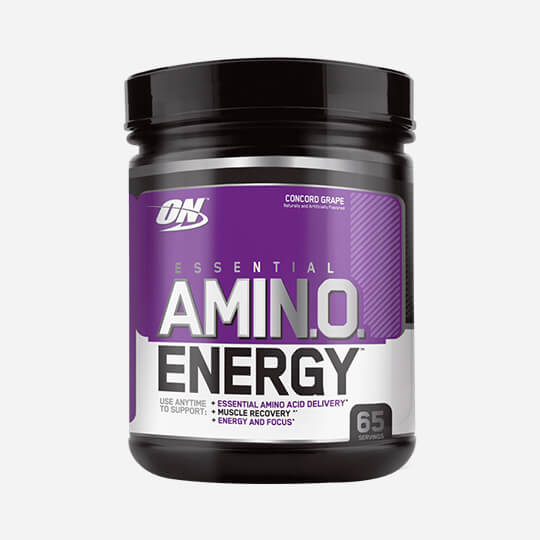 CONCORD GRAPE
Naturally and Artificially Flavored
ON
ESSENTIAL
AMIN.O.
ENERGY™
USE ANYTIME
TO SUPPORT:
+ ESSENTIAL AMINO ACID DELIVERY*
+ MUSCLE RECOVERY *˄
+ ENERGY AND FOCUS*
65
SERVINGS